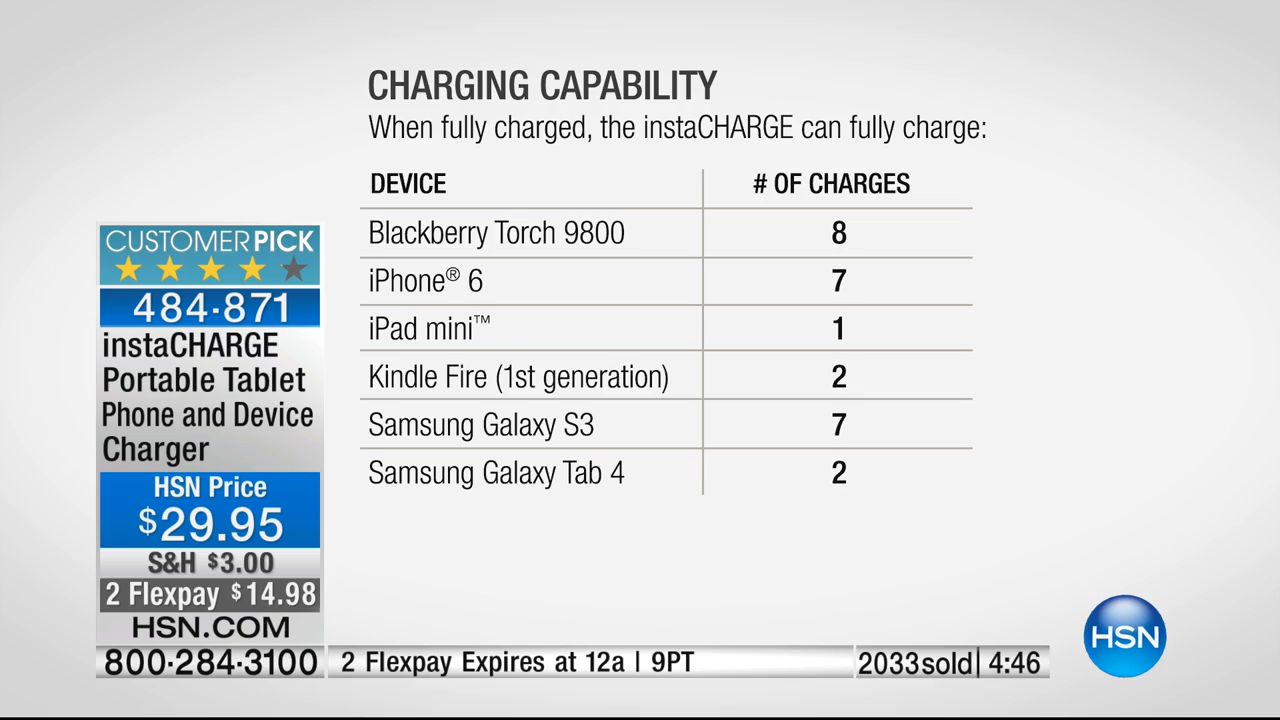 CHARGING CAPABILITY
When fully charged, the instaCHARGE can fully charge:
DEVICE # OF CHARGES
Blackberry Torch 9800 8
iPhone® 6 7
iPad mini™ 1
Kindle Fire (1st generation) 2
Samsung Galaxy S3 7
Samsung Galaxy Tab 4 2
CUSTOMER PICK
484-871
instaCHARGE
Portable Tablet
Phone and Device
Charger
HSN Price
$29.95
S&H $3.00
2 Flexpay $14.98
HSN.COM
800-284-3100
2 Flexpay Expires at 12a | 9PT
2033sold | 4:46
HSN